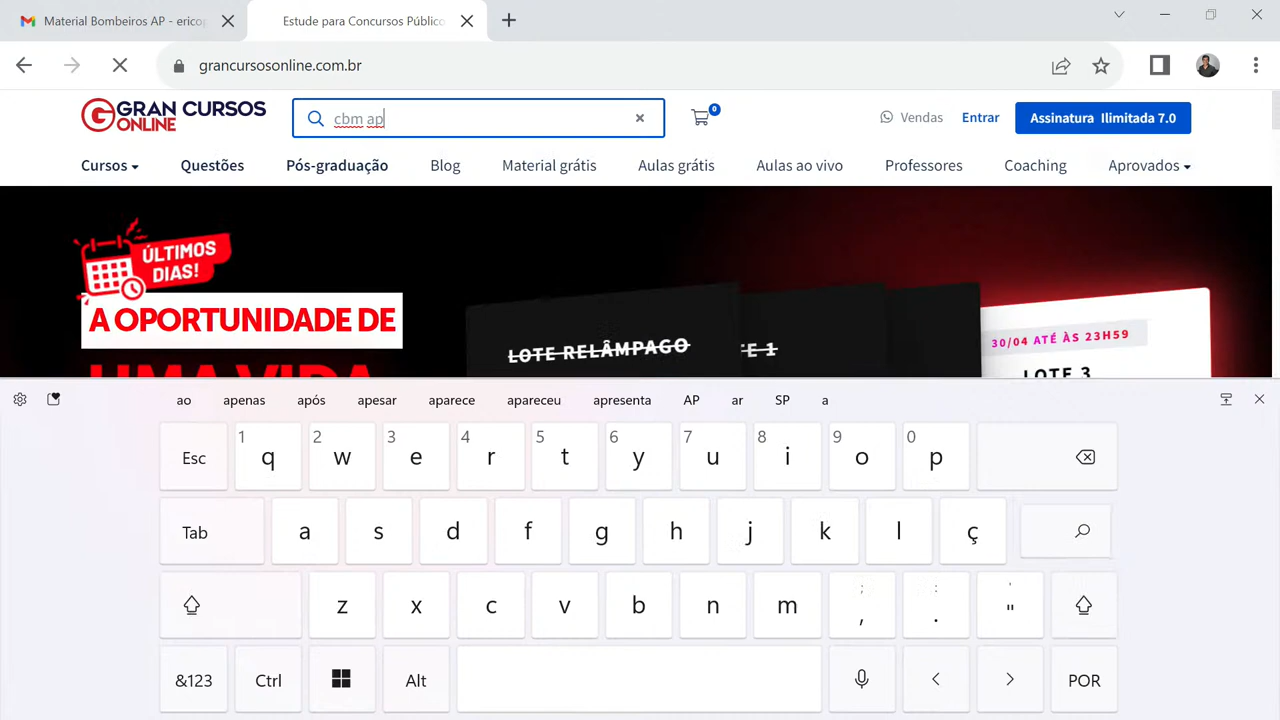 Material Bombeiros AP - erico
Estude para Concursos Público
grancursosonline.com.br
GRAN CURSOS
ONLINE
cbm ap
0
Vendas
Entrar
Assinatura Ilimitada 7.0
Cursos
Questões
Pós-graduação
Blog
Material grátis
Aulas grátis
Aulas ao vivo
Professores
Coaching
Aprovados
ÚLTIMOS
DIAS!
A OPORTUNIDADE DE
UMA VIDA
LOTE RELÂMPAGO
TE 1
30/04 ATÉ ÀS 23H59
LOTE 3
ao apenas após apesar aparece apareceu apresenta AP ar SP a
Esc 1 q 2 w 3 e 4 r 5 t 6 y 7 u 8 i 9 o 0 p
Tab a s d f g h j k l ç
z x c v b n m ; , : . ' "
&123 Ctrl Alt < > POR